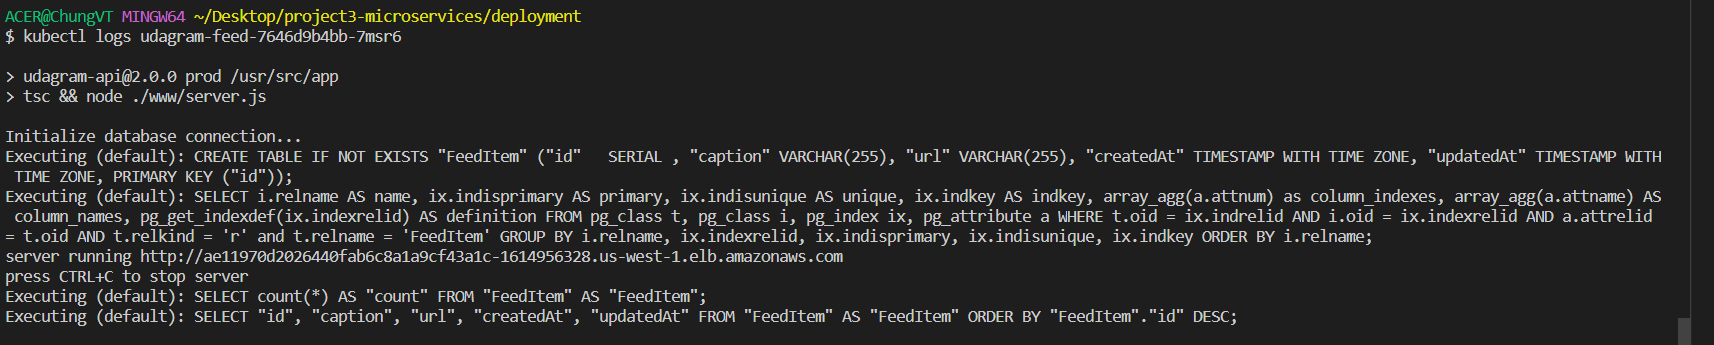 ACER@ChungVT MINGW64 ~/Desktop/project3-microservices/deployment
$ kubectl logs udagram-feed-7646d9b4bb-7msr6
> udagram-api@2.0.0 prod /usr/src/app
> tsc && node ./www/server.js
Initialize database connection...
Executing (default): CREATE TABLE IF NOT EXISTS "FeedItem" ("id"   SERIAL , "caption" VARCHAR(255), "url" VARCHAR(255), "createdAt" TIMESTAMP WITH TIME ZONE, "updatedAt" TIMESTAMP WITH
 TIME ZONE, PRIMARY KEY ("id"));
Executing (default): SELECT i.relname AS name, ix.indisprimary AS primary, ix.indisunique AS unique, ix.indkey AS indkey, array_agg(a.attnum) as column_indexes, array_agg(a.attname) AS
 column_names, pg_get_indexdef(ix.indexrelid) AS definition FROM pg_class t, pg_class i, pg_index ix, pg_attribute a WHERE t.oid = ix.indrelid AND i.oid = ix.indexrelid AND a.attrelid
= t.oid AND t.relkind = 'r' and t.relname = 'FeedItem' GROUP BY i.relname, ix.indexrelid, ix.indisprimary, ix.indisunique, ix.indkey ORDER BY i.relname;
server running http://ae11970d2026440fab6c8a1a9cf43a1c-1614956328.us-west-1.elb.amazonaws.com
press CTRL+C to stop server
Executing (default): SELECT count(*) AS "count" FROM "FeedItem" AS "FeedItem";
Executing (default): SELECT "id", "caption", "url", "createdAt", "updatedAt" FROM "FeedItem" AS "FeedItem" ORDER BY "FeedItem"."id" DESC;